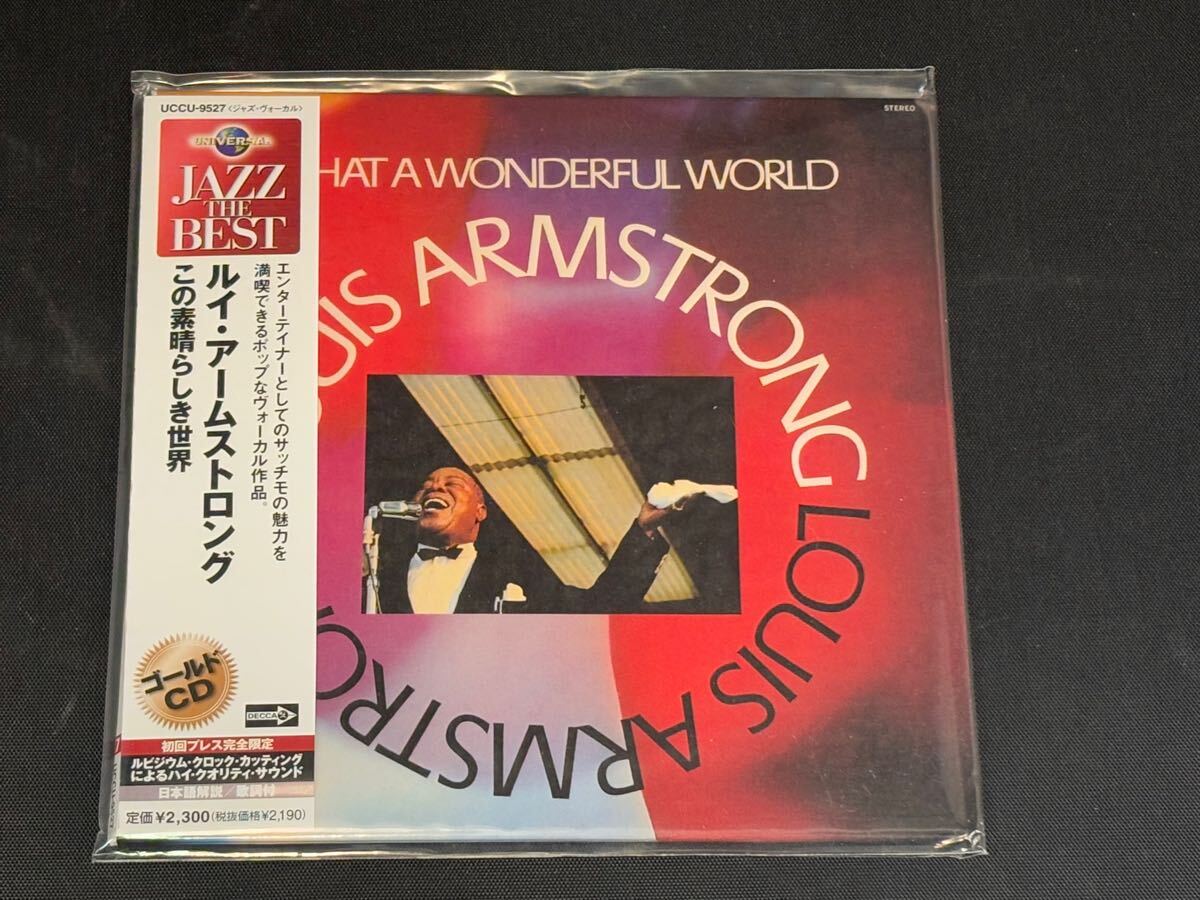 UCCU-9527〈ジャズ・ヴォーカル〉
UNIVERSAL
JAZZ
THE
BEST
エンターテイナーとしてのサッチモの魅力を
満喫できるポップなヴォーカル作品。
ルイ・アームストロング
この素晴らしき世界
ゴールド
CD
DECCA
初回プレス完全限定
ルビジウム・クロック・カッティング
によるハイ・クオリティ・サウンド
日本語解説/歌詞付
定価¥2,300(税抜価格¥2,190)
STEREO
HAT A WONDERFUL WORLD
UIS ARMSTRONG LOUIS ARMSTRO